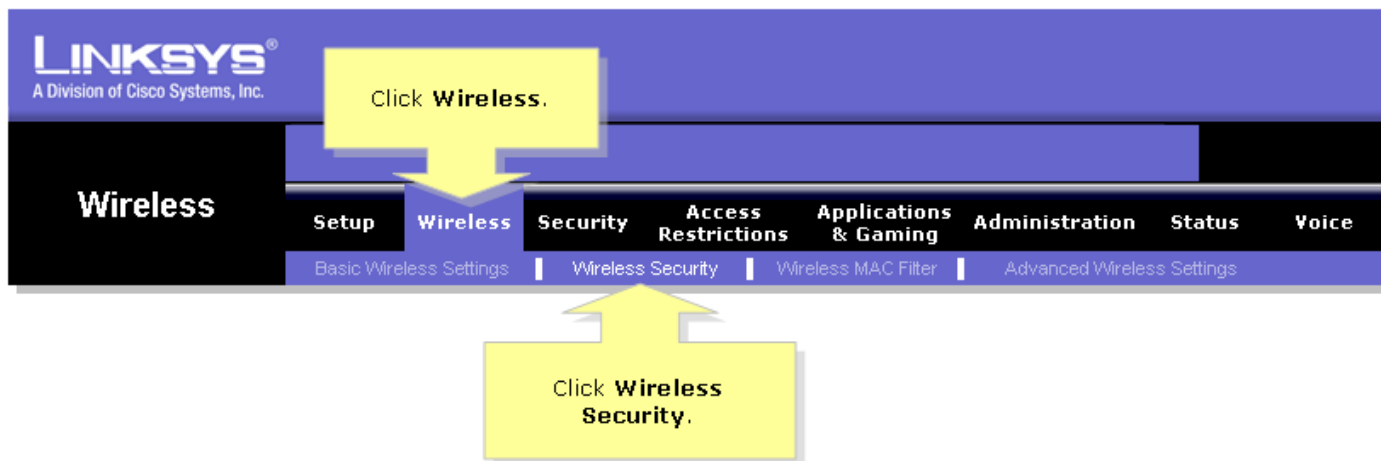 LINKSYS®
A Division of Cisco Systems, Inc.
Click Wireless.
Wireless
Setup Wireless Security Access Restrictions Applications & Gaming Administration Status Voice
Basic Wireless Settings Wireless Security Wireless MAC Filter Advanced Wireless Settings
Click Wireless
Security.